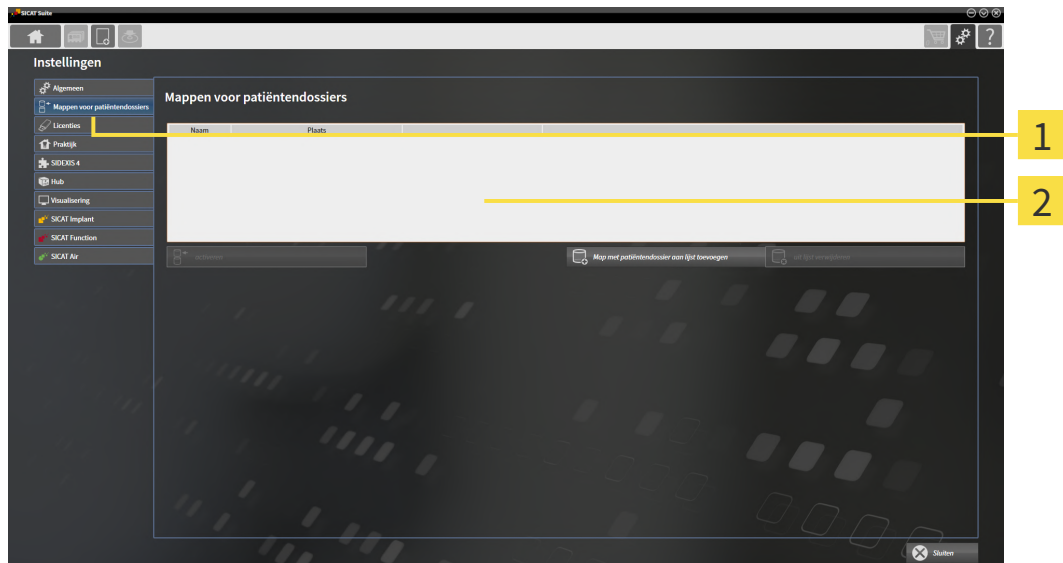 SICAT Suite
?
Instellingen
Algemeen
Mappen voor patiëntendossiers
Licenties
Praktijk
SIDEXIS 4
Hub
Visualisering
SICAT Implant
SICAT Function
SICAT Air
Mappen voor patiëntendossiers
Naam Plaats
activeren
Map met patiëntendossier aan lijst toevoegen
uit lijst verwijderen
Sluiten
1
2